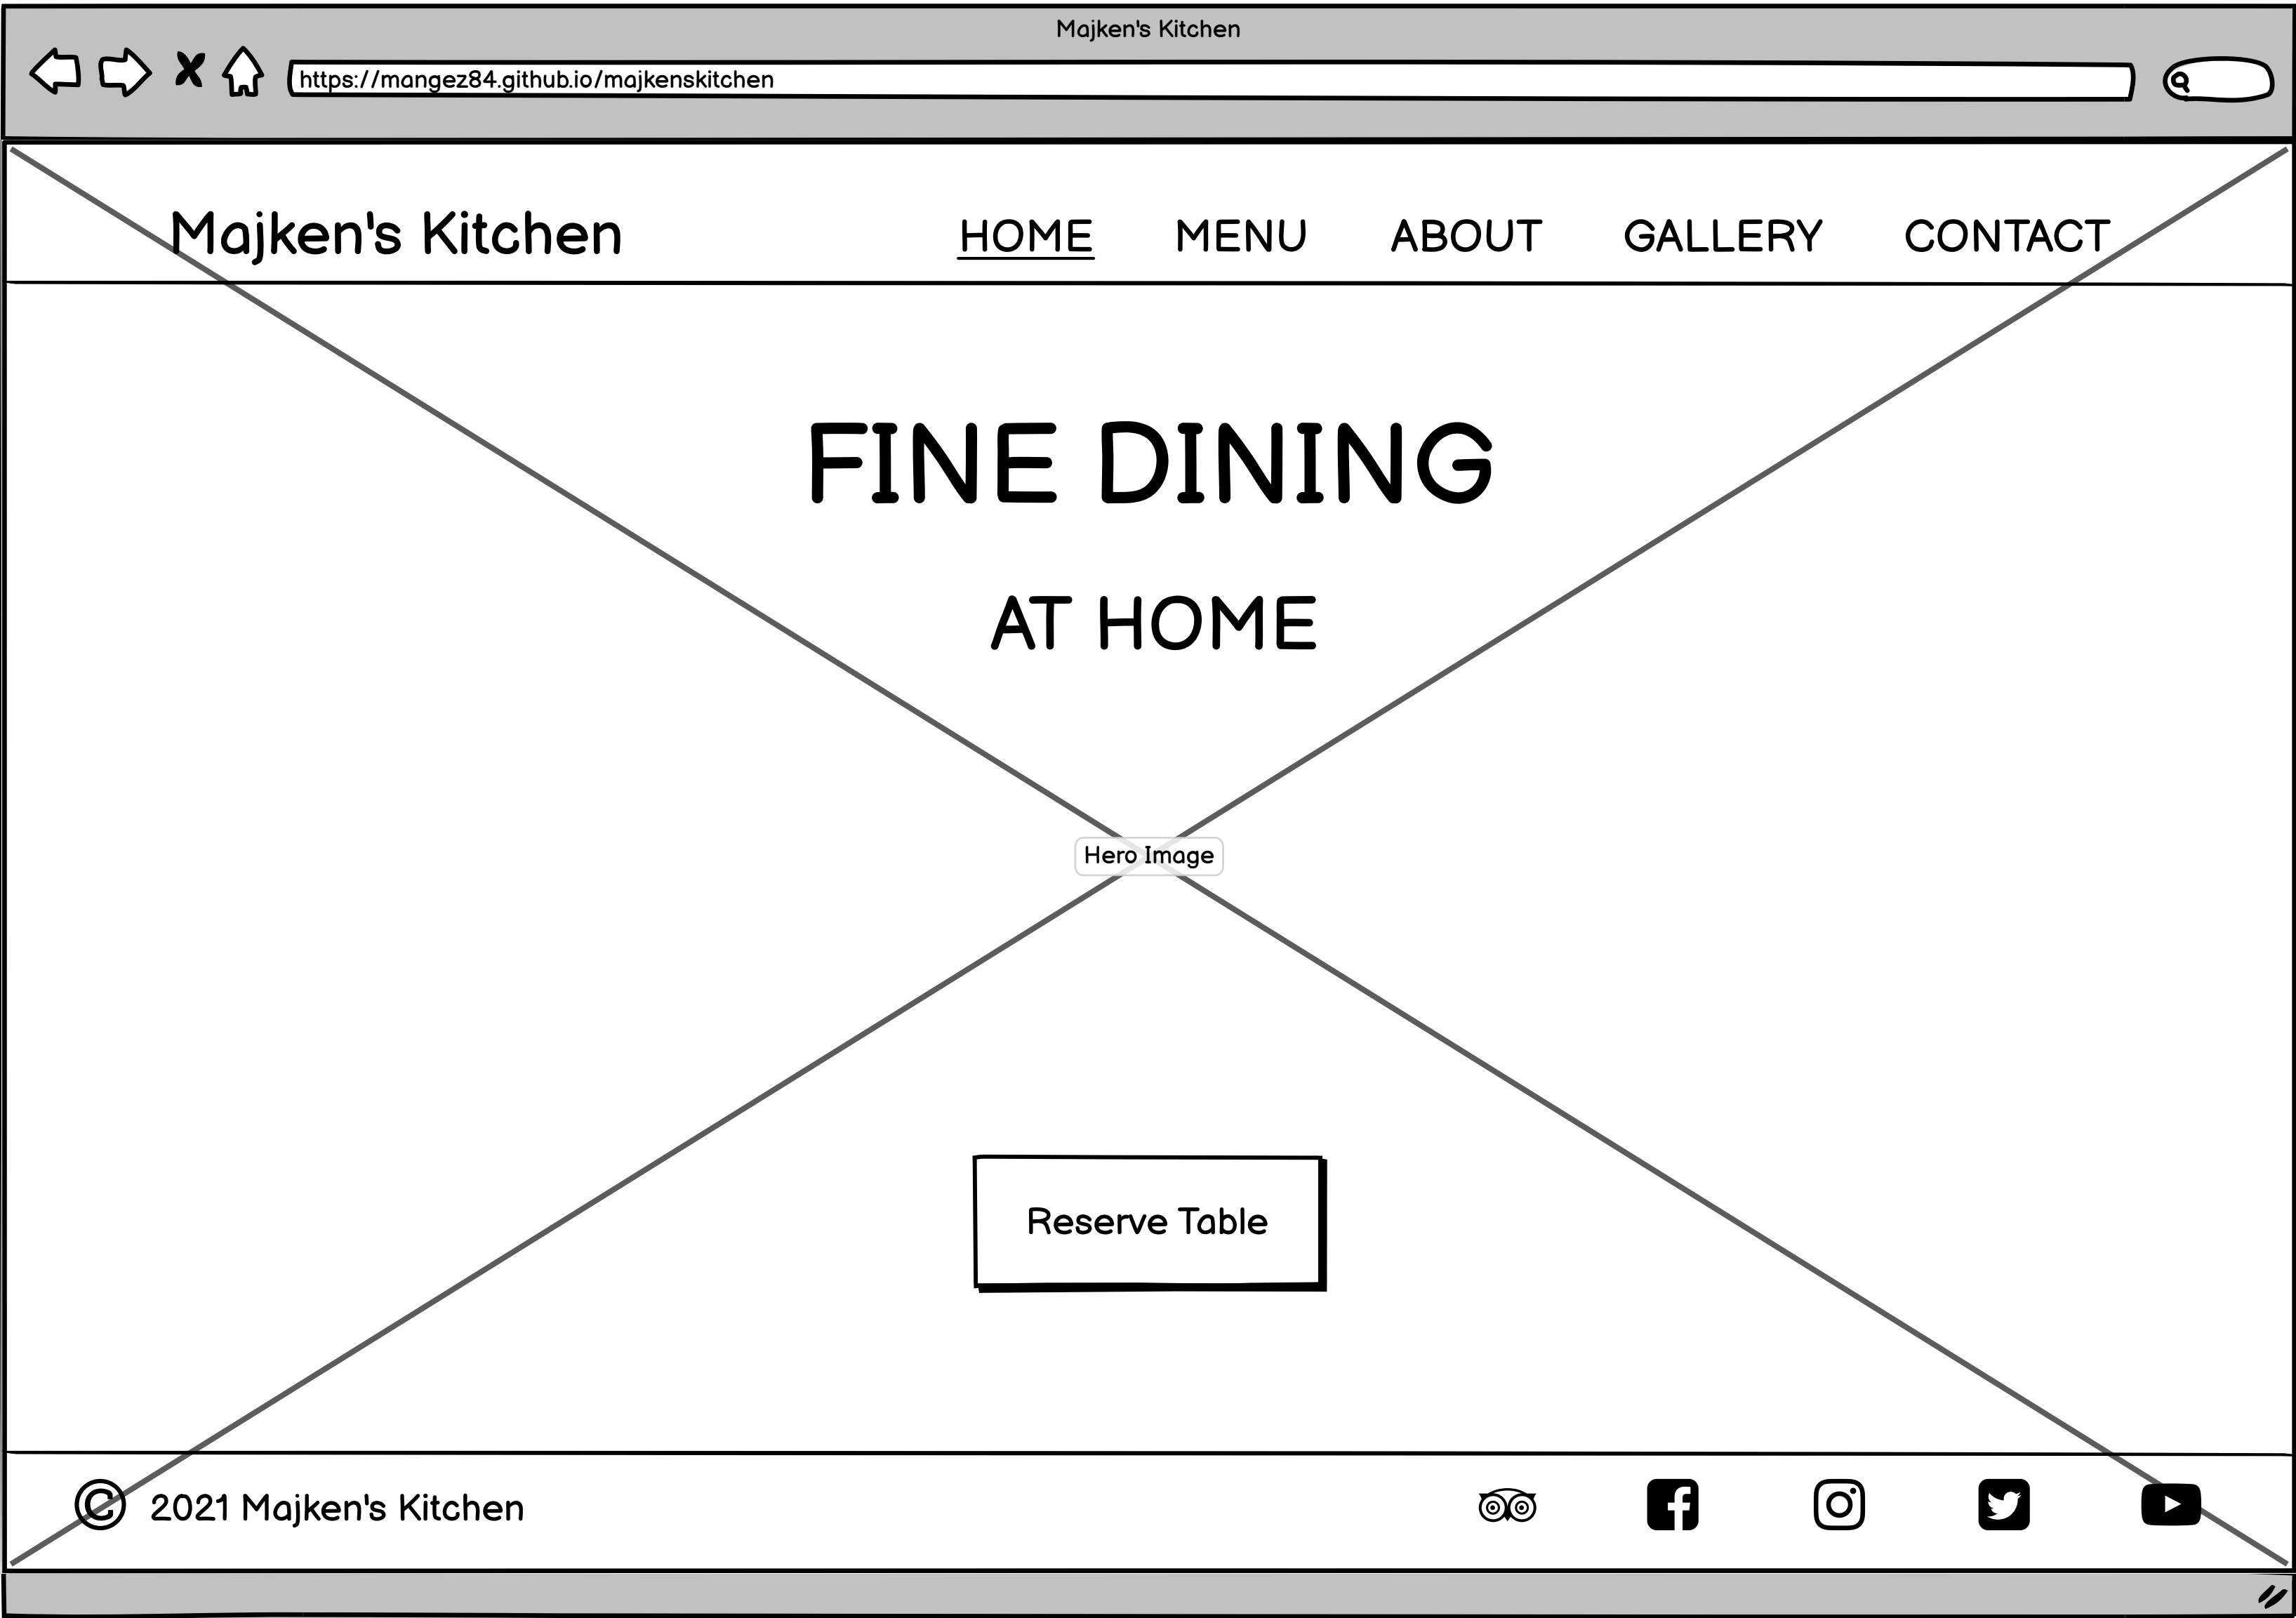 Majken's Kitchen
https://mangez84.github.io/majkenskitchen
Majken's Kitchen HOME MENU ABOUT GALLERY CONTACT
FINE DINING
AT HOME
Hero Image
Reserve Table
© 2021 Majken's Kitchen